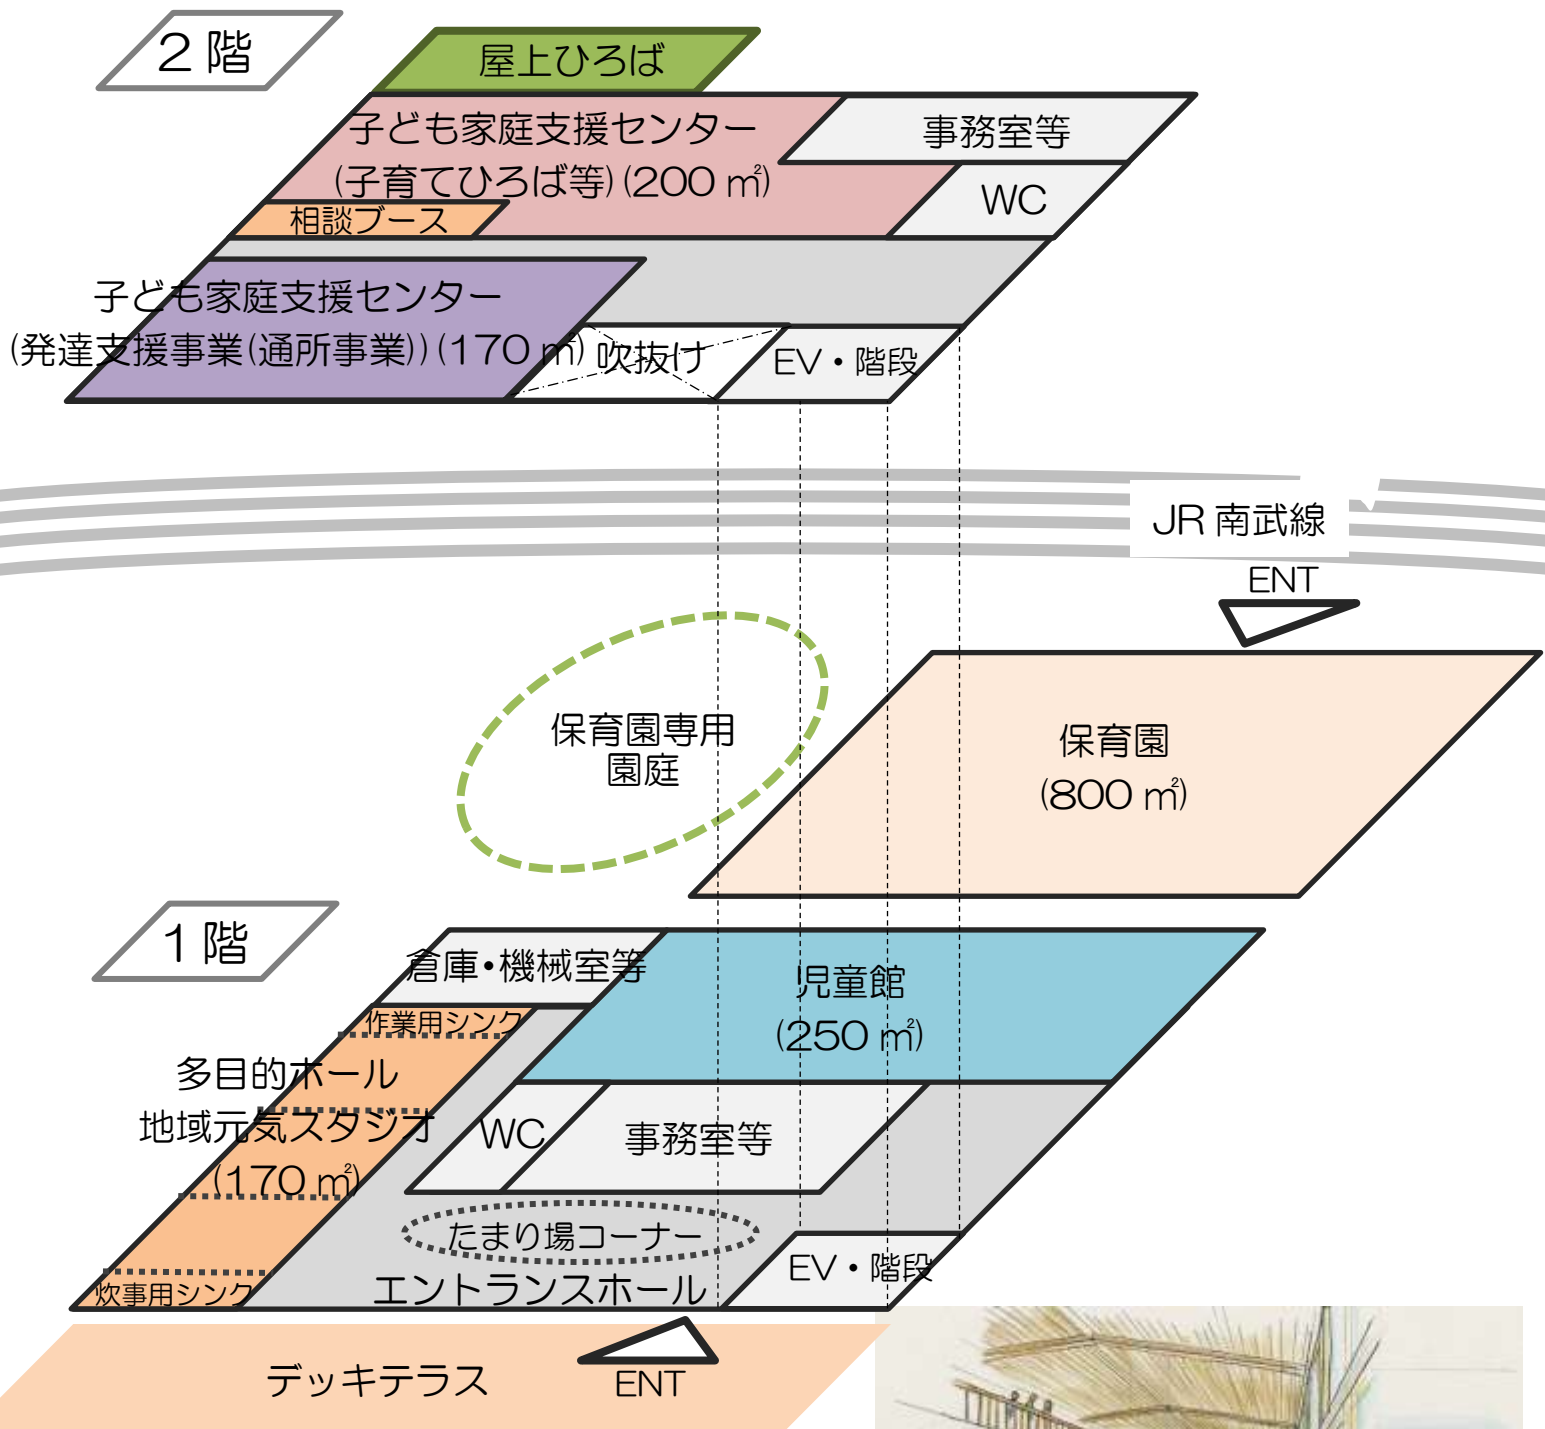 2階
屋上ひろば
子ども家庭支援センター
(子育てひろば等)(200㎡)
事務室等
WC
相談ブース
子ども家庭支援センター
(発達支援事業(通所事業))(170㎡)
吹抜け
EV・階段
JR南武線
ENT
保育園専用
園庭
保育園
(800㎡)
1階
倉庫・機械室等
児童館
(250㎡)
作業用シンク
多目的ホール
地域元気スタジオ
(170㎡)
WC
事務室等
たまり場コーナー
エントランスホール
EV・階段
炊事用シンク
デッキテラス
ENT